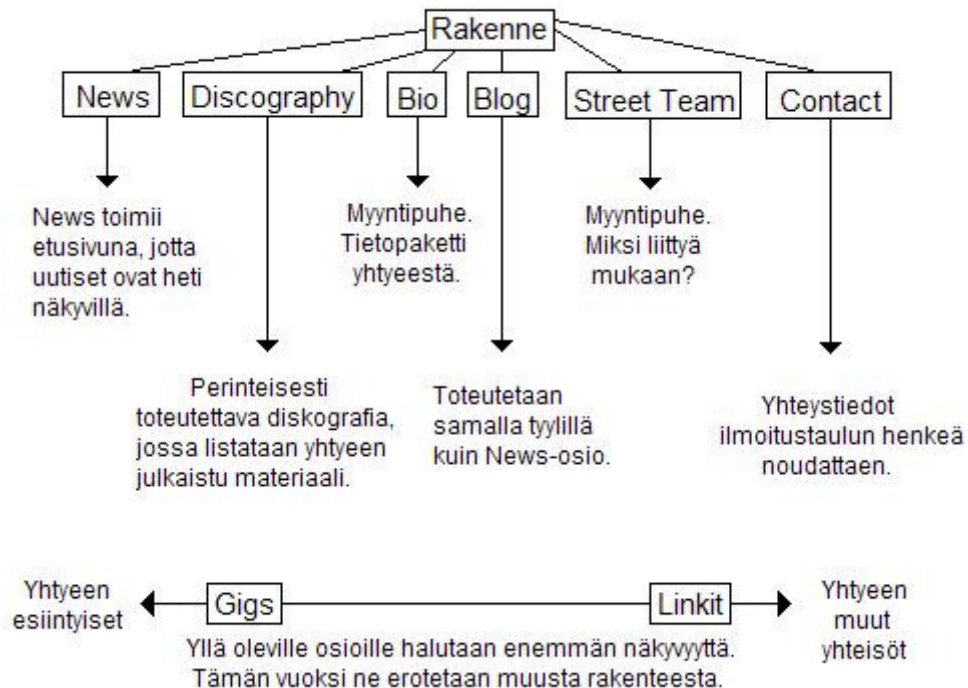 Rakenne
News
Discography
Bio
Blog
Street Team
Contact
News toimii
etusivuna, jotta
uutiset ovat heti
näkyvillä.
Myyntipuhe.
Tietopaketti
yhtyeestä.
Myyntipuhe.
Miksi liittyä
mukaan?
Perinteisesti
toteutettava diskografia,
jossa listataan yhtyeen
julkaistu materiaali.
Toteutetaan
samalla tyylillä
kuin News-osio.
Yhteystiedot
ilmoitustaulun henkeä
noudattaen.
Yhtyeen
esiintyiset
Gigs
Linkit
Yhtyeen
muut
yhteisöt
Yllä oleville osioille halutaan enemmän näkyvyyttä.
Tämän vuoksi ne erotetaan muusta rakenteesta.